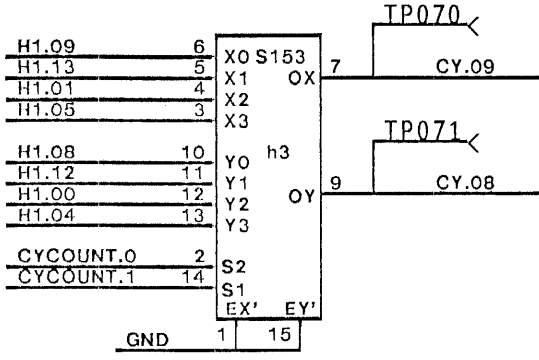 TP070
H1.09 6 X0 S153 7
H1.13 5 X1 OX CY.09
H1.01 4 X2
H1.05 3 X3
TP071
H1.08 10 Y0 h3
H1.12 11 Y1 9
H1.00 12 Y2 OY CY.08
H1.04 13 Y3
CYCOUNT.0 2 S2
CYCOUNT.1 14 S1
EX' EY'
GND 1 15